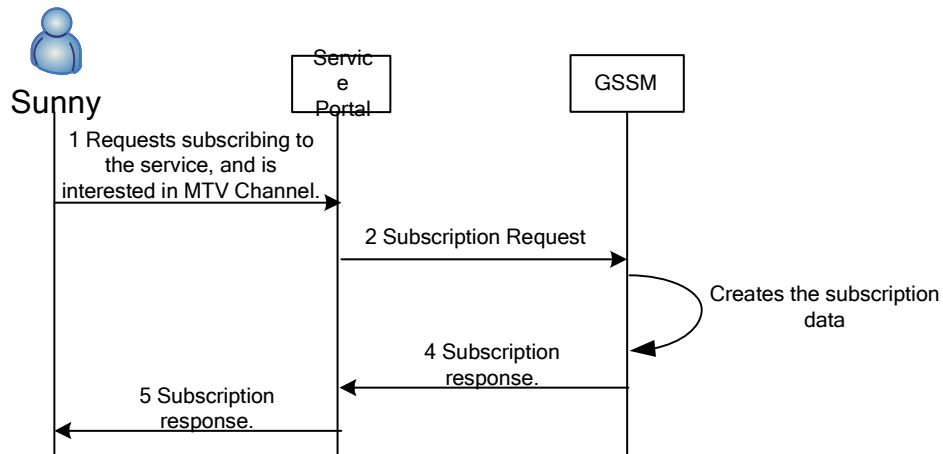 Sunny
Servic
e
Portal
GSSM
1 Requests subscribing to
the service, and is
interested in MTV Channel.
2 Subscription Request
Creates the subscription
data
4 Subscription
response.
5 Subscription
response.